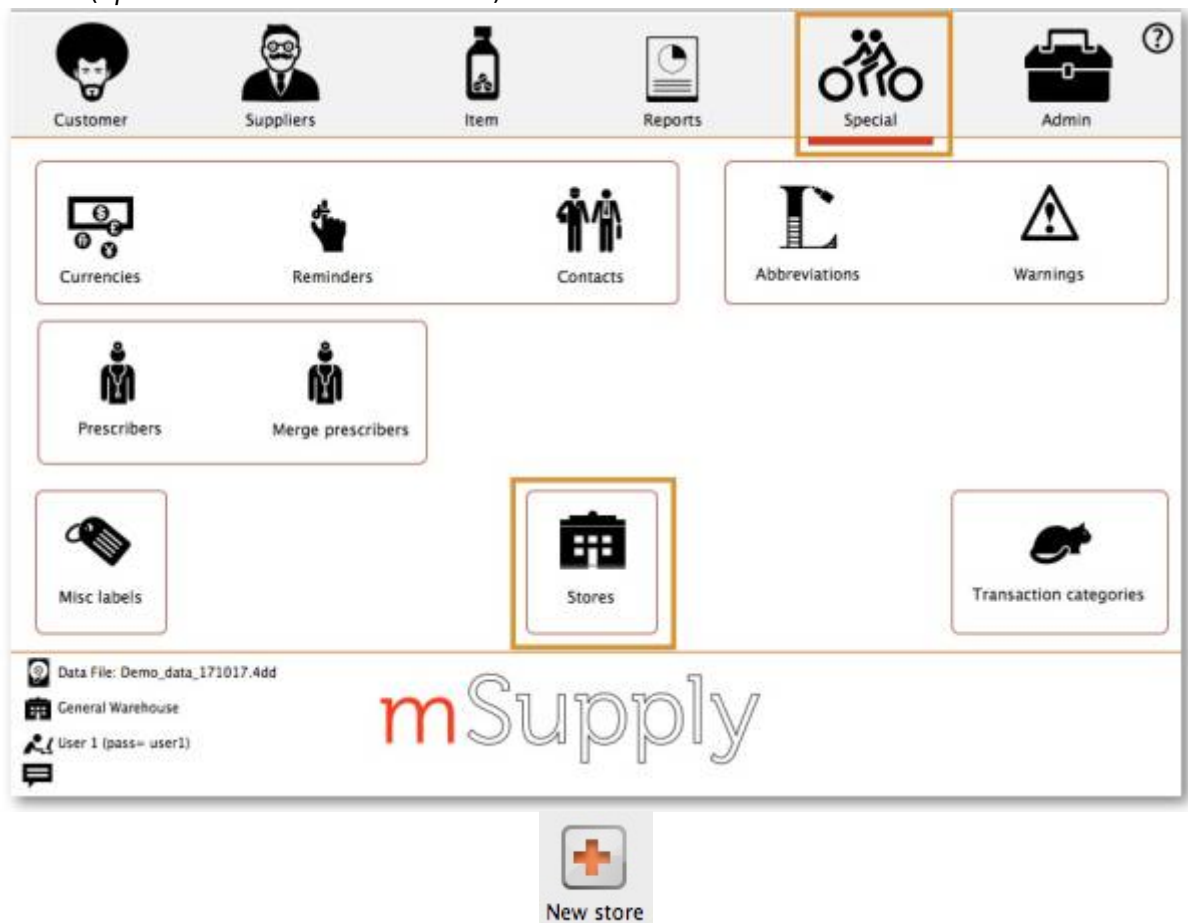 Customer Suppliers Item Reports Special Admin ?
Currencies Reminders Contacts Abbreviations Warnings
Prescribers Merge prescribers
Misc labels Stores Transaction categories
Data File: Demo_data_171017.4dd
General Warehouse
User 1 (pass= user1)
mSupply
New store